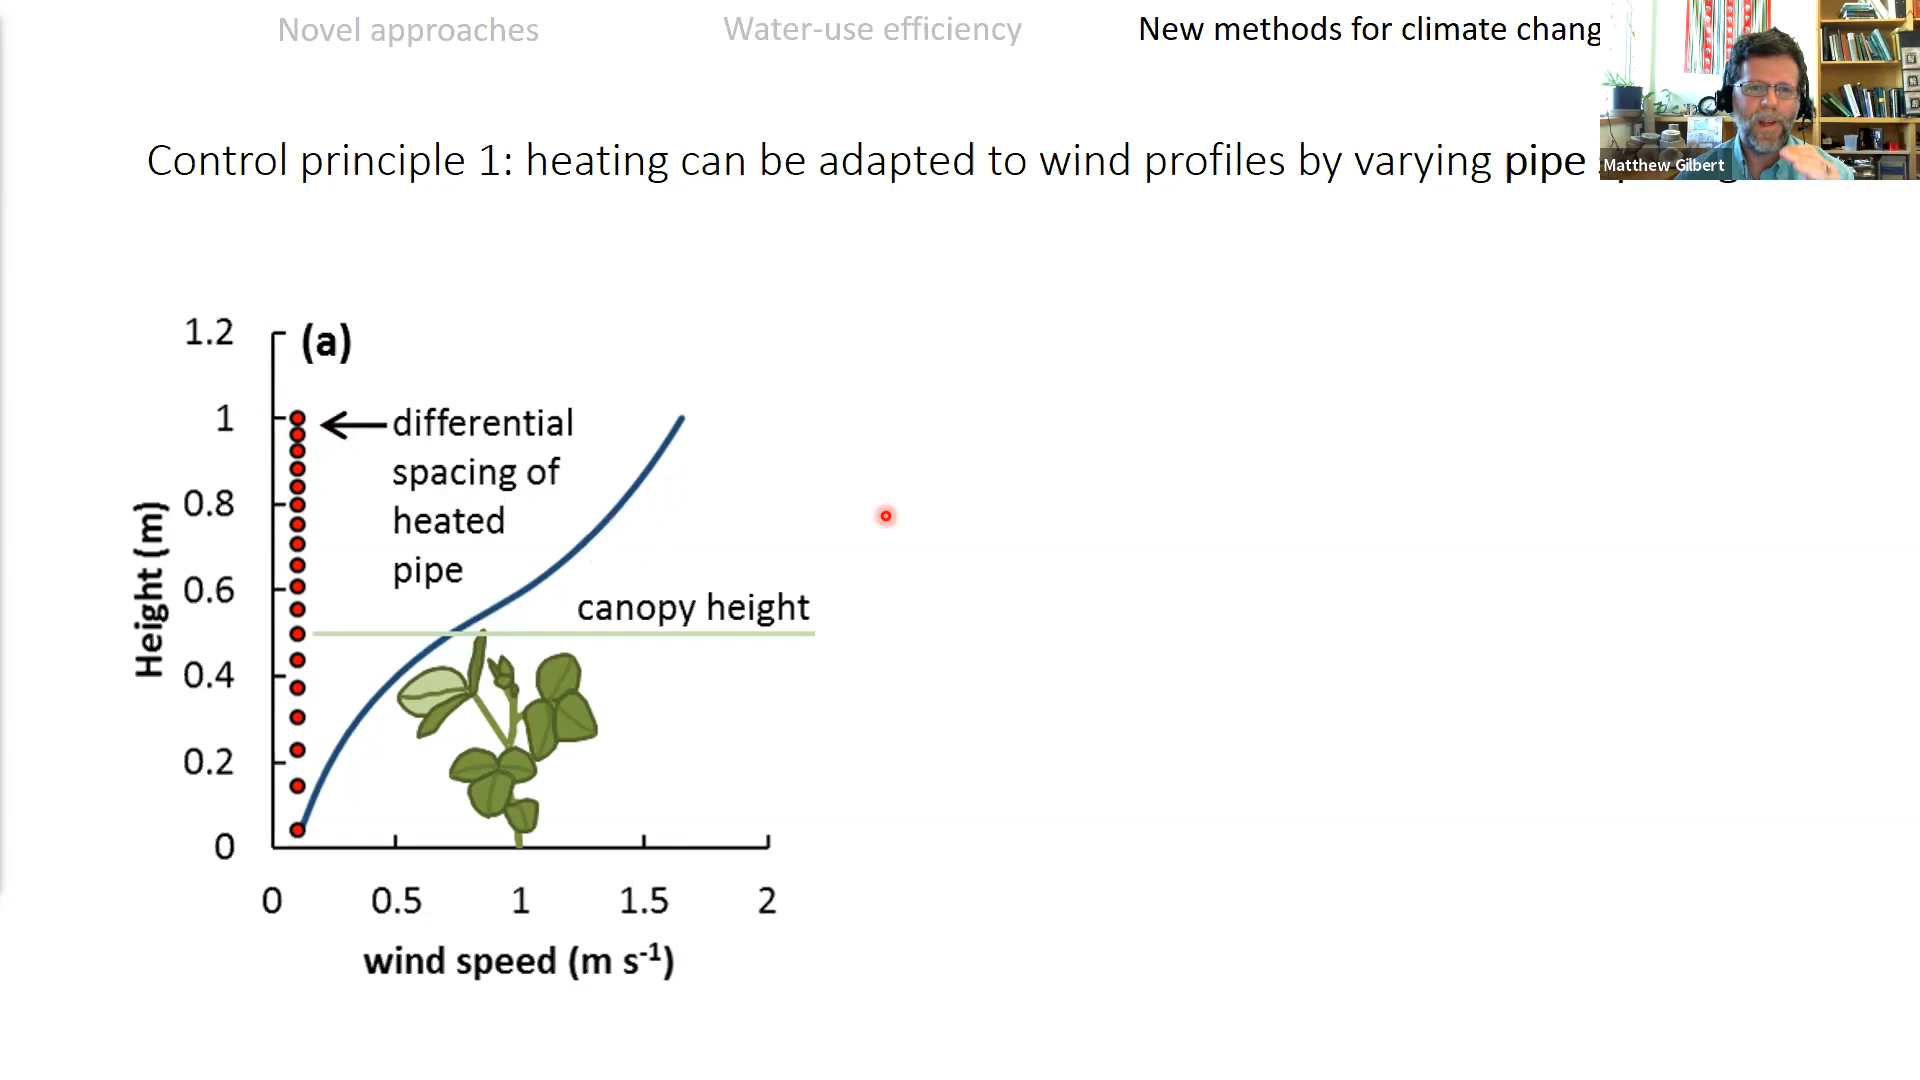 Novel approaches
Water-use efficiency
New methods for climate chang
Control principle 1: heating can be adapted to wind profiles by varying pipe
Matthew Gilbert
1.2
(a)
1
differential
spacing of
heated
pipe
0.8
0.6
canopy height
0.4
0.2
0
Height (m)
0
0.5
1
1.5
2
wind speed (m s-1)